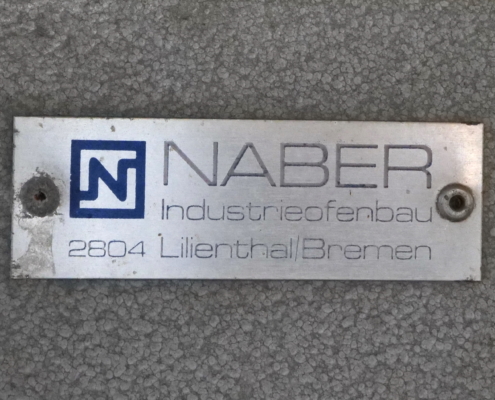 N NABER
Industrieofenbau
2804 Lilienthal/Bremen